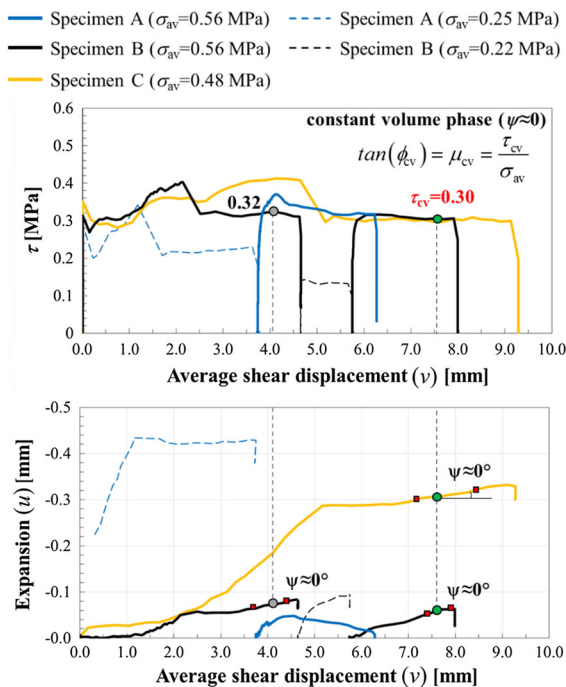 Specimen A (σav=0.56 MPa) Specimen A (σav=0.25 MPa)
Specimen B (σav=0.56 MPa) Specimen B (σav=0.22 MPa)
Specimen C (σav=0.48 MPa)
0.6
constant volume phase (ψ≈0)
0.5
tan(ϕcv) = μcv = τcv / σav
0.4
0.32
τcv=0.30
0.3
0.2
0.1
0
τ [MPa]
0.0 1.0 2.0 3.0 4.0 5.0 6.0 7.0 8.0 9.0 10.0
Average shear displacement (v) [mm]
-0.5
-0.4
ψ≈0°
-0.3
-0.2
ψ≈0°
ψ≈0°
-0.1
-0.0
Expansion (u) [mm]
0.0 1.0 2.0 3.0 4.0 5.0 6.0 7.0 8.0 9.0 10.0
Average shear displacement (v) [mm]